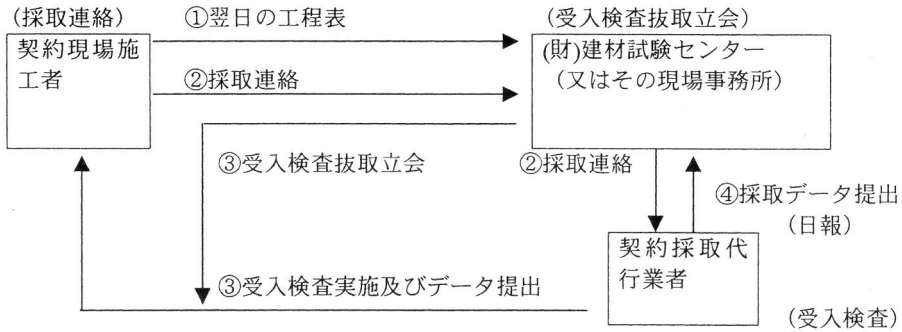 (採取連絡)
①翌日の工程表
(受入検査抜取立会)
契約現場施
工者
(財)建材試験センター
(又はその現場事務所)
②採取連絡
③受入検査抜取立会
②採取連絡
④採取データ提出
(日報)
契約採取代
行業者
③受入検査実施及びデータ提出
(受入検査)